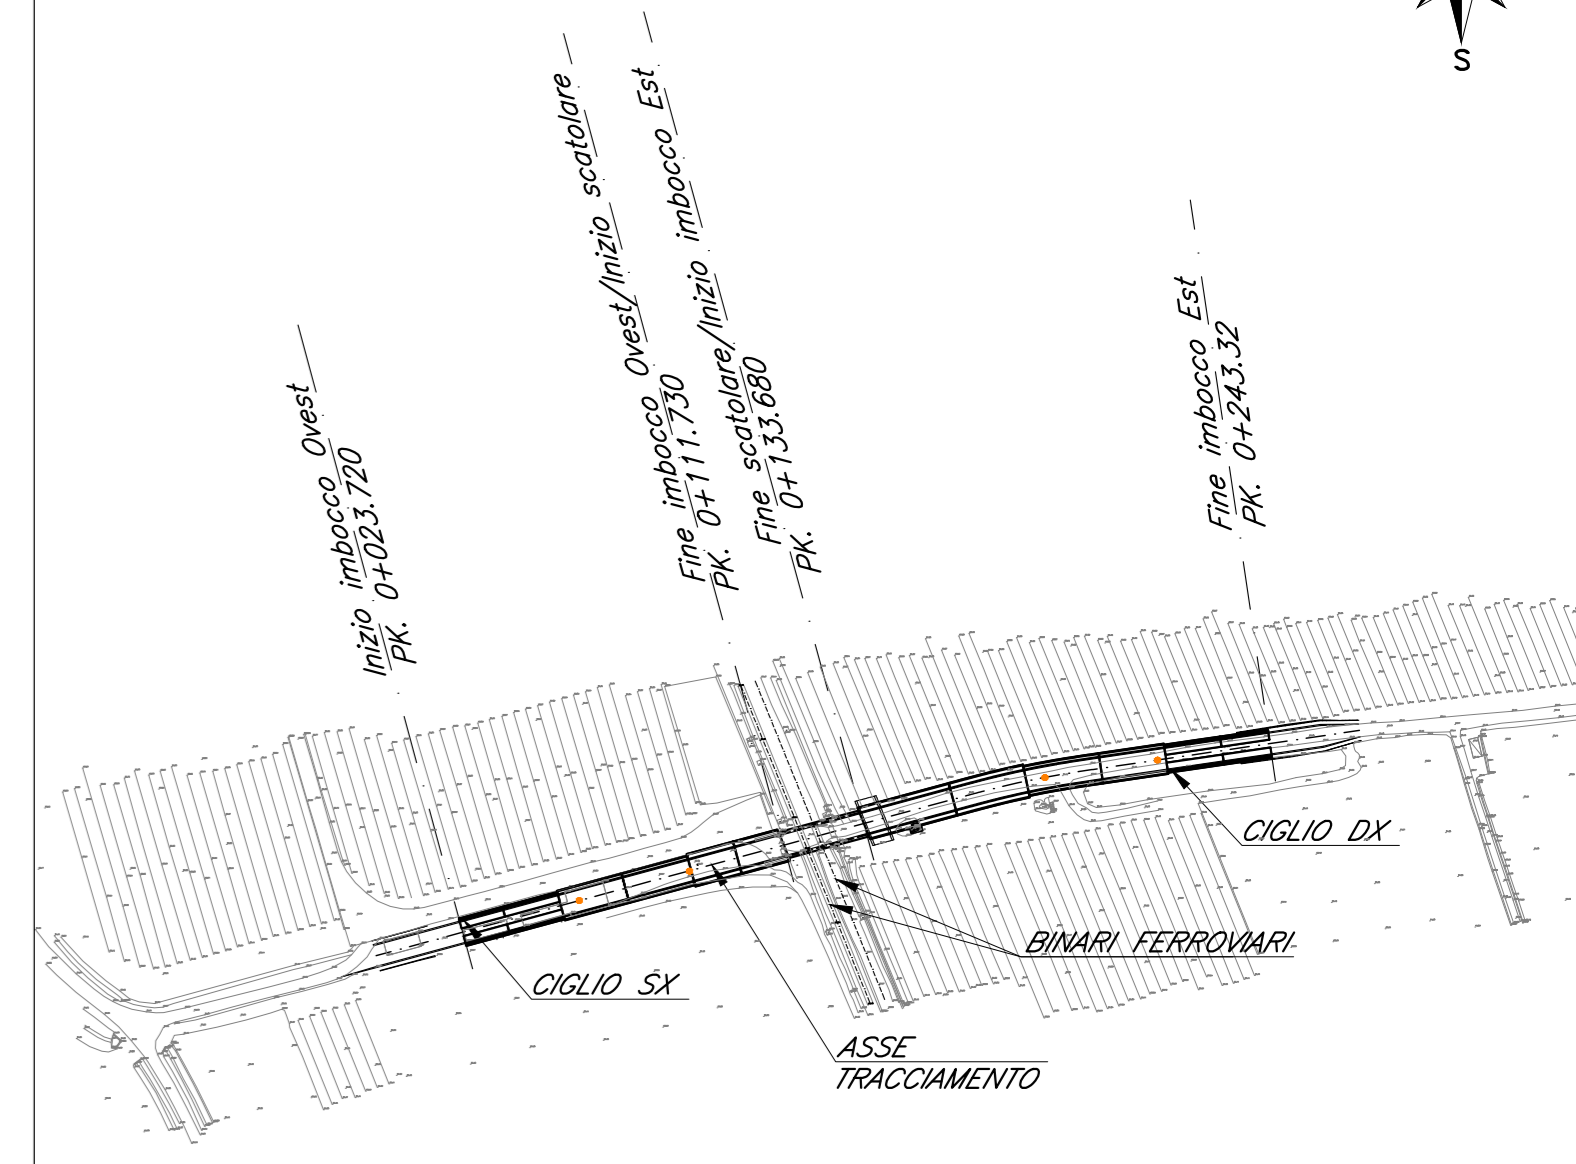 S
Inizio imbocco Ovest
PK. 0+023.720
Fine imbocco Ovest/Inizio scatolare
PK. 0+111.730
Fine scatolare/Inizio imbocco Est
PK. 0+133.680
Fine imbocco Est
PK. 0+243.32
CIGLIO DX
BINARI FERROVIARI
CIGLIO SX
ASSE
TRACCIAMENTO